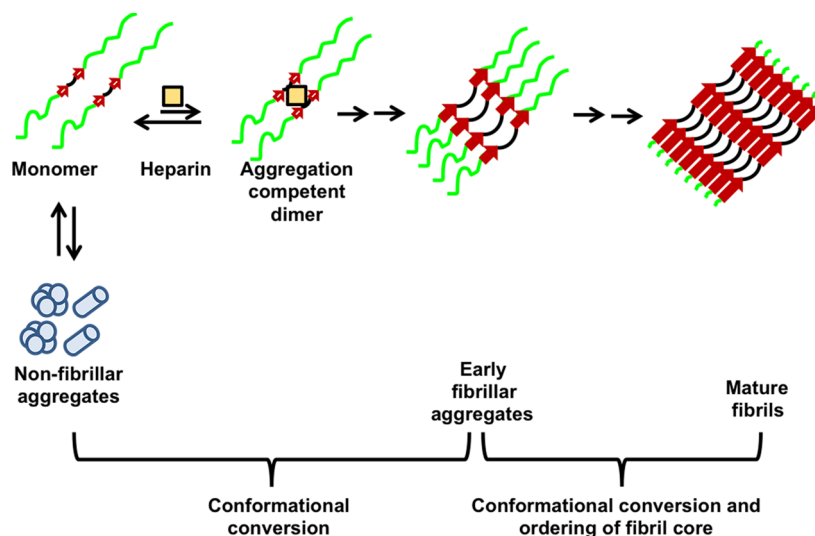 Monomer
Heparin
Aggregation
competent
dimer
Non-fibrillar
aggregates
Early
fibrillar
aggregates
Mature
fibrils
Conformational
conversion
Conformational conversion and
ordering of fibril core